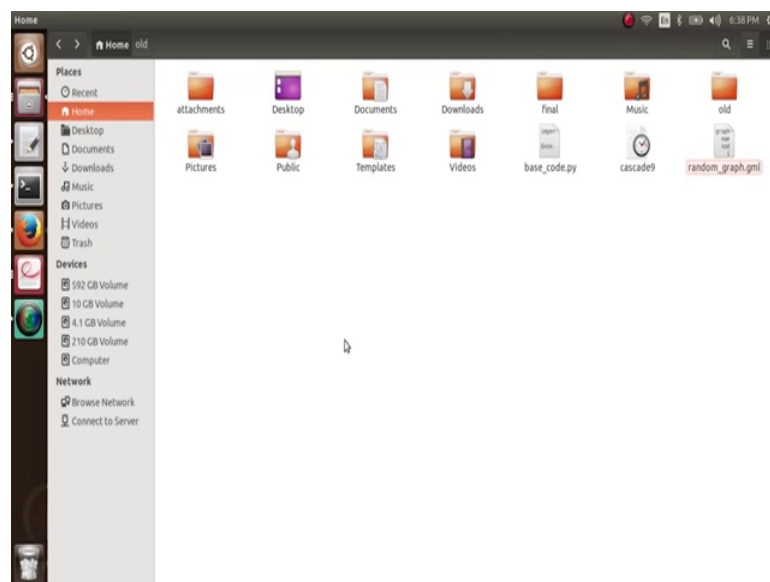 Home
En
6:38 PM
Home old
Places
Recent
Home
Desktop
Documents
Downloads
Music
Pictures
Videos
Trash
Devices
592 GB Volume
10 GB Volume
4.1 GB Volume
210 GB Volume
Computer
Network
Browse Network
Connect to Server
attachments Desktop Documents Downloads final Music old
Pictures Public Templates Videos base_code.py cascade9 random_graph.gml